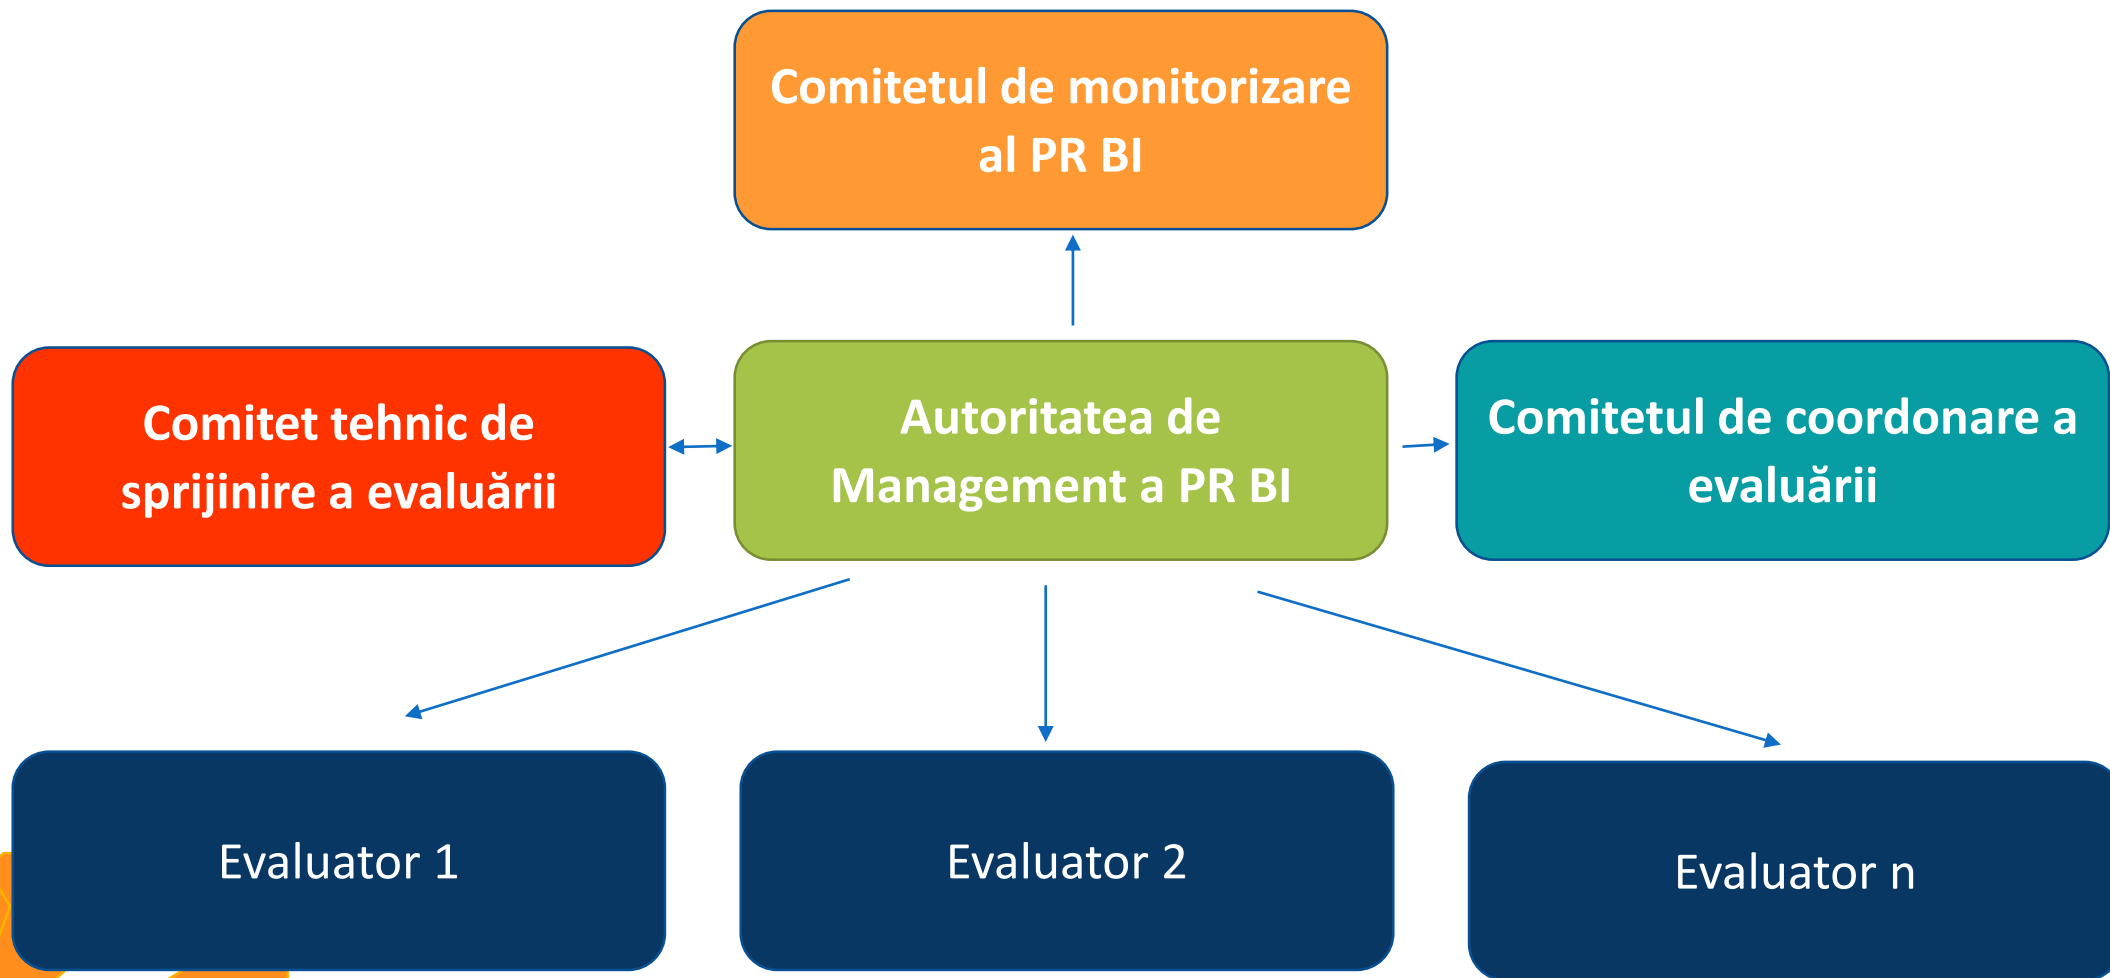 Comitetul de monitorizare
al PR BI
Comitet tehnic de
sprijinire a evaluării
Autoritatea de
Management a PR BI
Comitetul de coordonare a
evaluării
Evaluator 1
Evaluator 2
Evaluator n